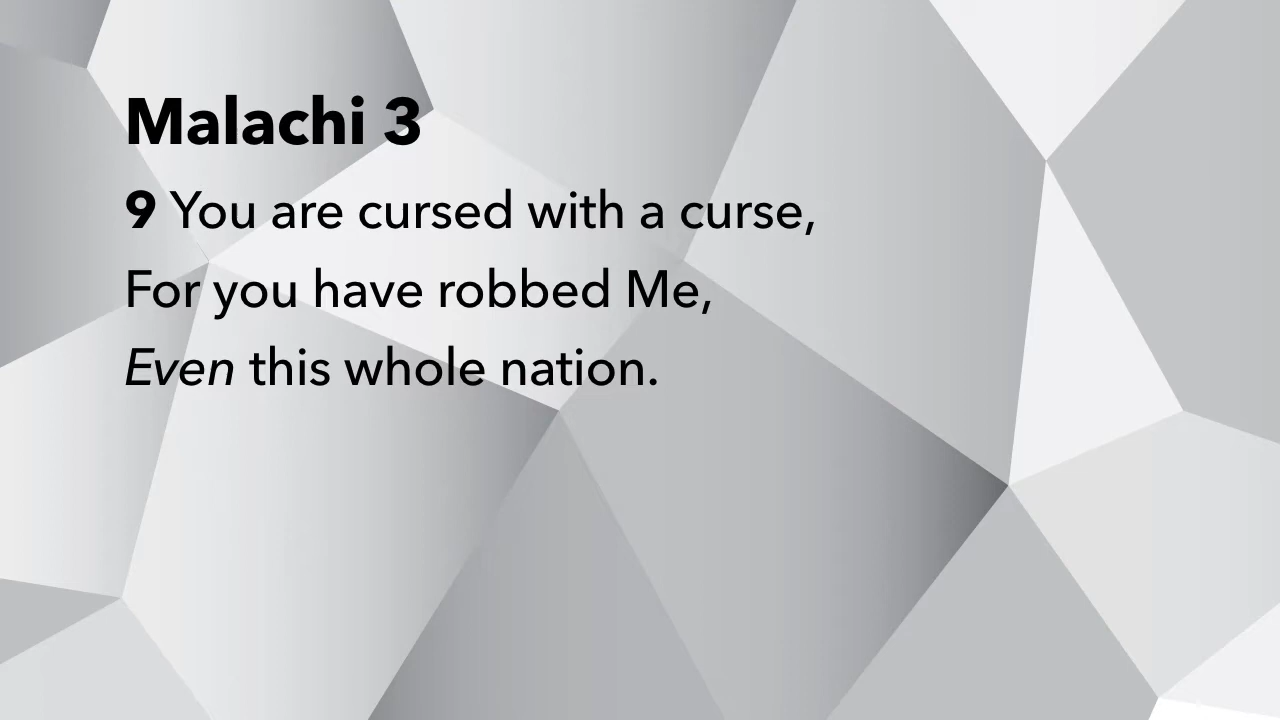 Malachi 3
9 You are cursed with a curse,
For you have robbed Me,
Even this whole nation.